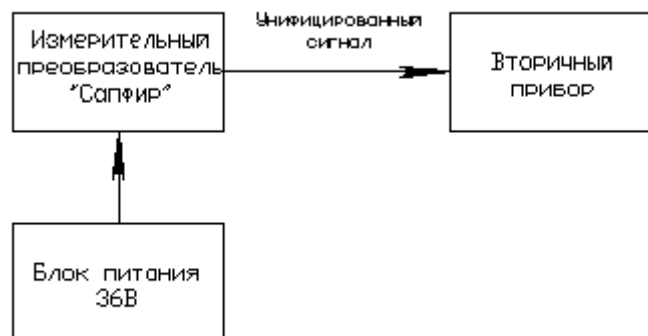 Измерительный
преобразователь
"Сапфир"
Унифицированный
сигнал
Вторичный
прибор
Блок питания
36В